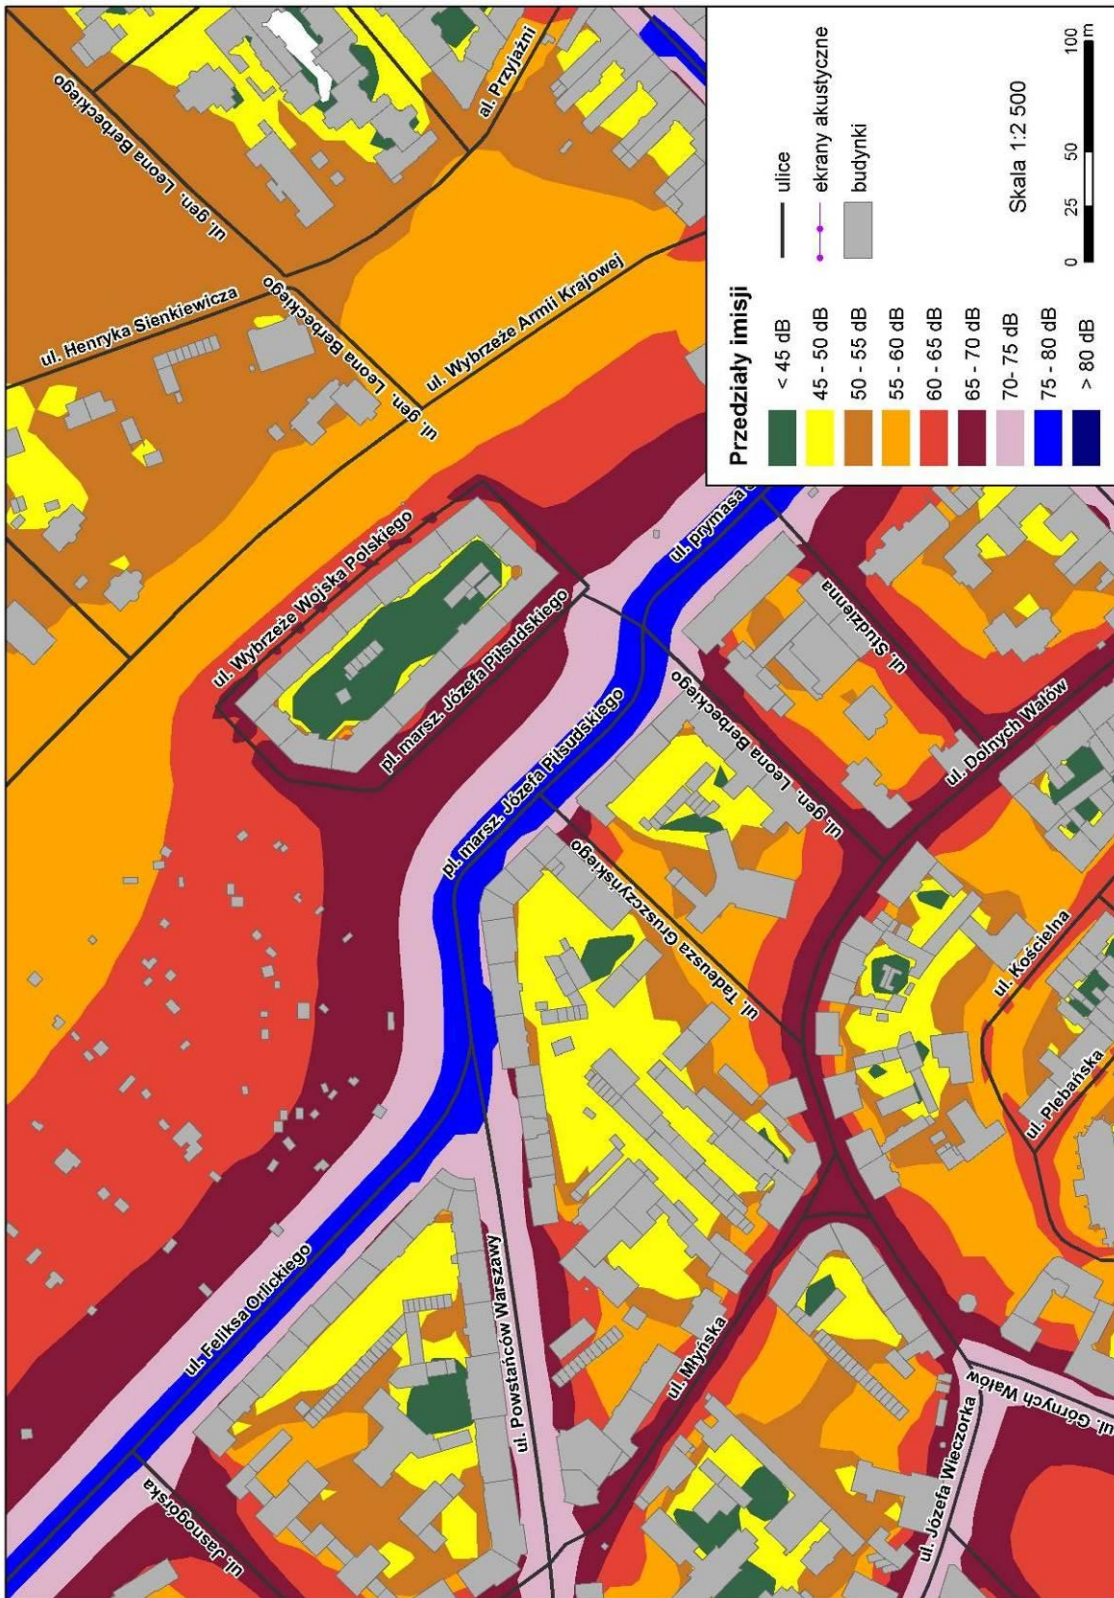 ul. Jasnogórska
ul. Feliksa Orlickiego
ul. Powstańców Warszawy
ul. Młyńska
ul. Józefa Wieczorka
ul. Górnych Wałów
pl. marsz. Józefa Piłsudskiego
ul. Tadeusza Gruszczyńskiego
ul. Plebańska
ul. Kościelna
ul. Wybrzeże Wojska Polskiego
pl. marsz. Józefa Piłsudskiego
ul. gen. Leona Berbeckiego
ul. Dolnych Wałów
ul. Studzienna
ul. prymasa
ul. gen. Leona Berbeckiego
ul. Henryka Sienkiewicza
ul. Wybrzeże Armii Krajowej
ul. gen. Leona Berbeckiego
al. Przyjaźni
Przedziały imisji
< 45 dB
45 - 50 dB
50 - 55 dB
55 - 60 dB
60 - 65 dB
65 - 70 dB
70- 75 dB
75 - 80 dB
> 80 dB
ulice
ekrany akustyczne
budynki
Skala 1:2 500
0 25 50 100
m